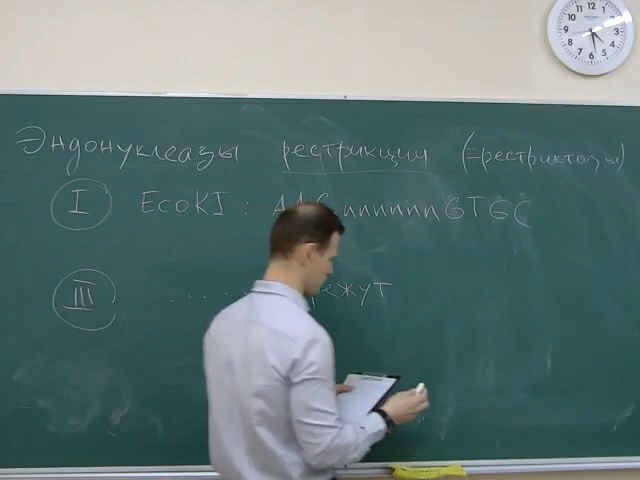 Эндонуклеазы рестрикции (=рестриктазы)
I EcoKI : AAC nnnnnn GTGC
III ..... режут